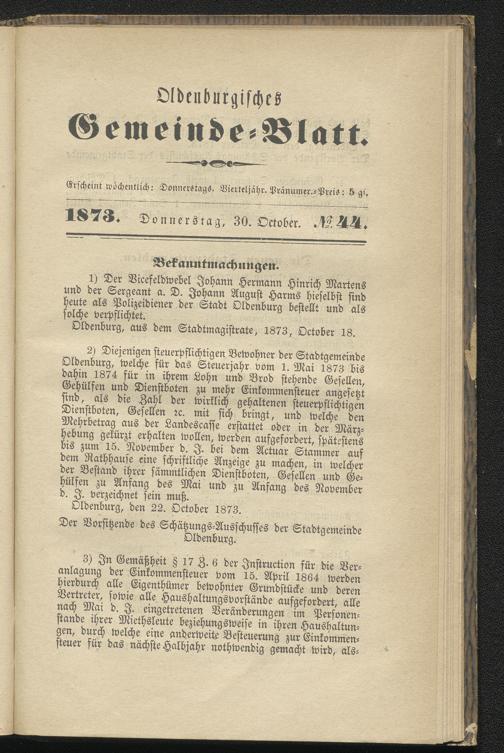 Oldenburgisches
Gemeinde-Blatt.
Erscheint wöchentlich: Donnerstags. Vierteljähr. Pränumer.-Preis: 5 gſ.
1873. Donnerstag, 30. October. № 44.
Bekanntmachungen.
1) Der Vicefeldwebel Johann Hermann Hinrich Martens
und der Sergeant a. D. Johann August Harms hieselbst sind
heute als Polizeidiener der Stadt Oldenburg bestellt und als
solche verpflichtet.
Oldenburg, aus dem Stadtmagistrate, 1873, October 18.
2) Diejenigen steuerpflichtigen Bewohner der Stadtgemeinde
Oldenburg, welche für das Steuerjahr vom 1. Mai 1873 bis
dahin 1874 für in ihrem Lohn und Brod stehende Gesellen,
Gehülfen und Dienstboten zu mehr Einkommensteuer angesetzt
sind, als die Zahl der wirklich gehaltenen steuerpflichtigen
Dienstboten, Gesellen ꝛc. mit sich bringt, und welche den
Mehrbetrag aus der Landescasse erstattet oder in der März-
hebung gekürzt erhalten wollen, werden aufgefordert, spätestens
bis zum 15. November d. J. bei dem Actuar Stammer auf
dem Rathhause eine schriftliche Anzeige zu machen, in welcher
der Bestand ihrer sämmtlichen Dienstboten, Gesellen und Ge-
hülfen zu Anfang des Mai und zu Anfang des November
d. J. verzeichnet sein muß.
Oldenburg, den 22. October 1873.
Der Vorsitzende des Schätzungs-Ausschusses der Stadtgemeinde
Oldenburg.
3) In Gemäßheit § 17 Z. 6 der Instruction für die Ver-
anlagung der Einkommensteuer vom 15. April 1864 werden
hierdurch alle Eigenthümer bewohnter Grundstücke und deren
Vertreter, sowie alle Haushaltungsvorstände aufgefordert, alle
nach Mai d. J. eingetretenen Veränderungen im Personen-
stande ihrer Miethsleute beziehungsweise in ihren Haushaltun-
gen, durch welche eine anderweite Besteuerung zur Einkommen-
steuer für das nächste Halbjahr nothwendig gemacht wird, als-